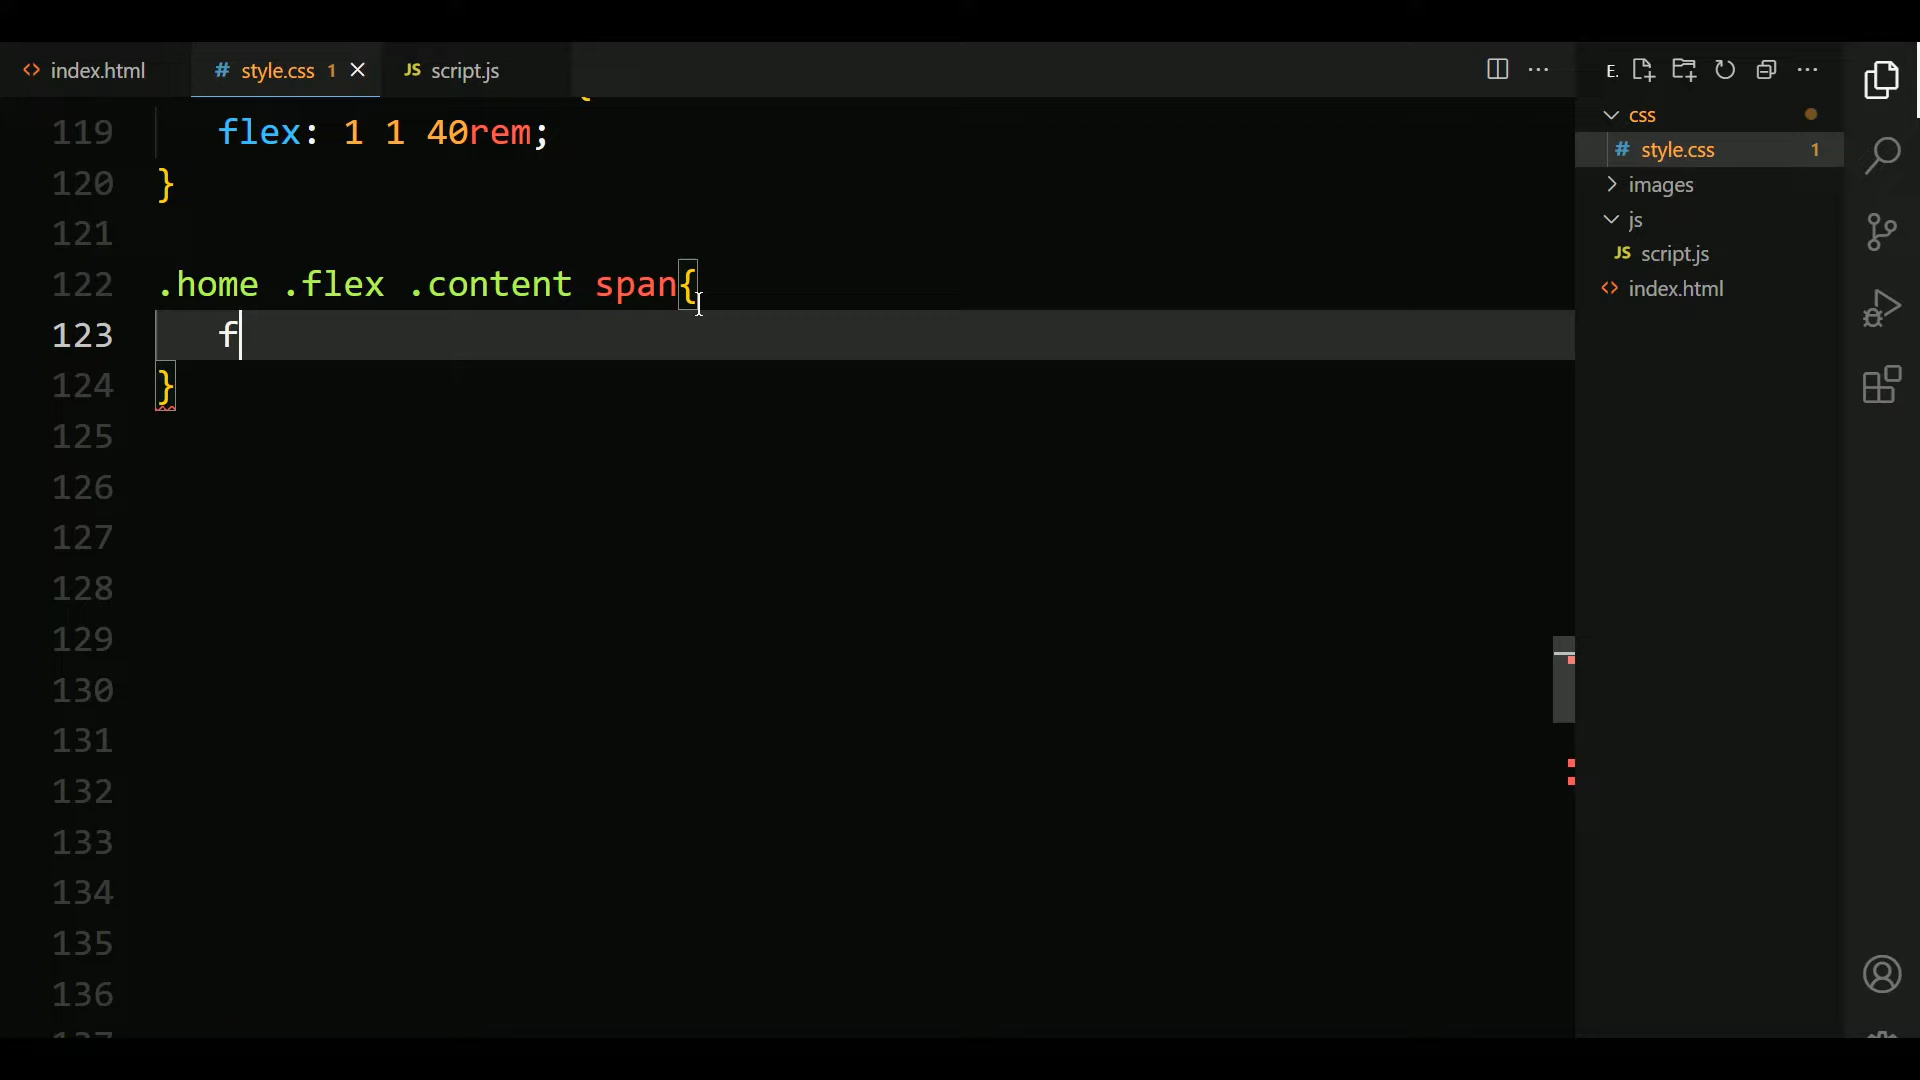 index.html
style.css 1
JS script.js
E.
119 flex: 1 1 40rem;
120 }
121
122 .home .flex .content span{
123 f
124 }
125
126
127
128
129
130
131
132
133
134
135
136
css
# style.css 1
images
js
JS script.js
index.html